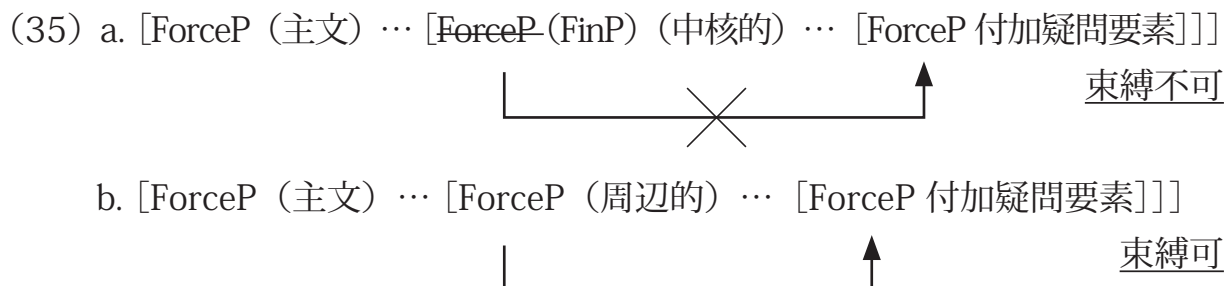 (35) a. [ForceP（主文）… [ForceP (FinP)（中核的）… [ForceP 付加疑問要素]]]
束縛不可
b. [ForceP（主文）… [ForceP（周辺的）… [ForceP 付加疑問要素]]]
束縛可